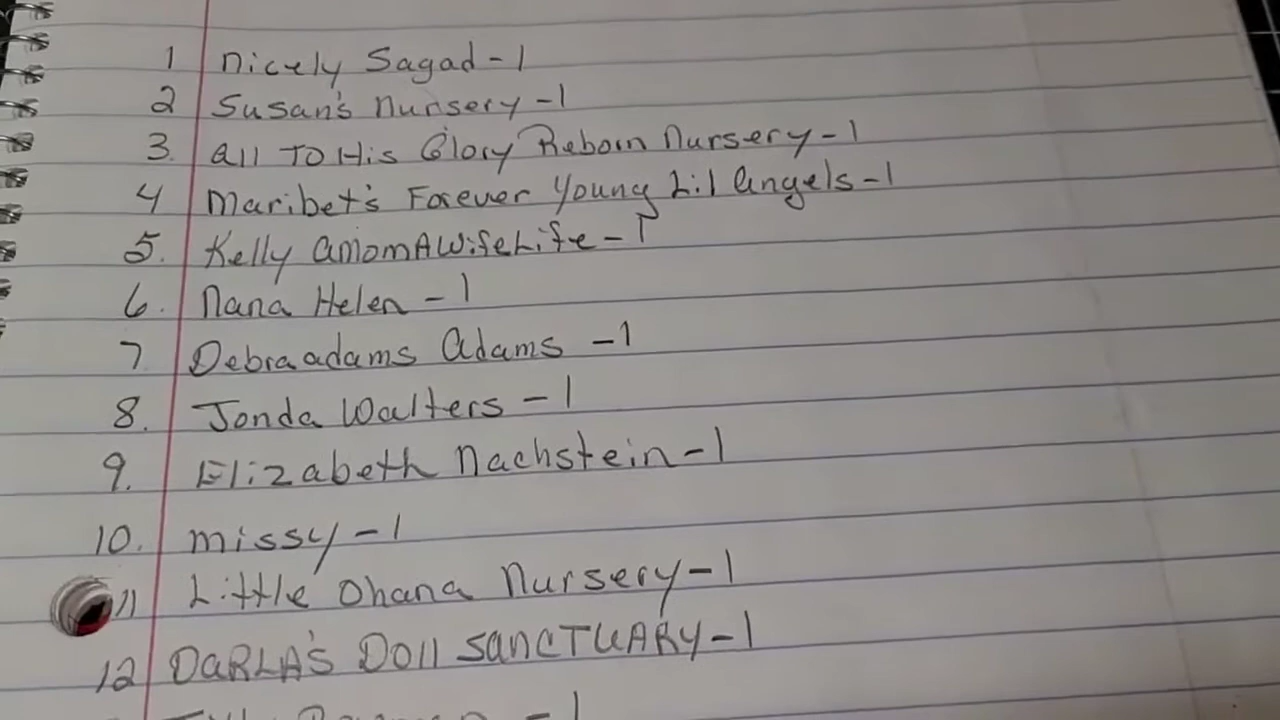 1 nicely Sagad-1
2 Susan's nursery-1
3. all To His Glory Reborn nursery-1
4 Maribet's Forever young Lil angels-1
5. Kelly amomAWifeLife-1
6. nana Helen-1
7 Debraadams adams -1
8. Jonda Walters-1
9. Elizabeth nachstein-1
10. missy-1
11 Little Ohana nursery-1
12 DaRLA's Doll SancTUARY-1
-1